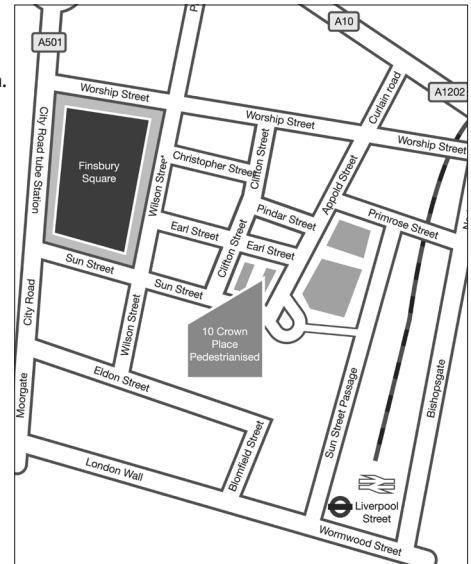 n.
A501
A10
A1202
P
Worship Street
Worship Street
Worship Street
Curtain road
City Road tube Station
Finsbury
Square
Wilson Street
Christopher Street
Clifton Street
Appold Street
Pindar Street
Primrose Street
Earl Street
Earl Street
Clifton Street
Sun Street
Sun Street
City Road
Wilson Street
10 Crown
Place
Pedestrianised
Eldon Street
Moorgate
Blomfield Street
Sun Street Passage
Bishopsgate
London Wall
Liverpool
Street
Wormwood Street